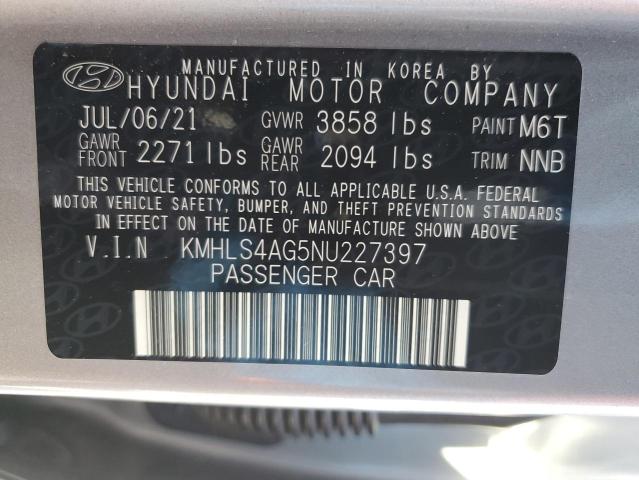 MANUFACTURED IN KOREA BY
HYUNDAI MOTOR COMPANY
JUL/06/21 GVWR 3858 lbs PAINT M6T
GAWR FRONT 2271 lbs GAWR REAR 2094 lbs TRIM NNB
THIS VEHICLE CONFORMS TO ALL APPLICABLE U.S.A. FEDERAL
MOTOR VEHICLE SAFETY, BUMPER, AND THEFT PREVENTION STANDARDS
IN EFFECT ON THE DATE OF MANUFACTURE SHOWN ABOVE.
V.I.N KMHLS4AG5NU227397
PASSENGER CAR